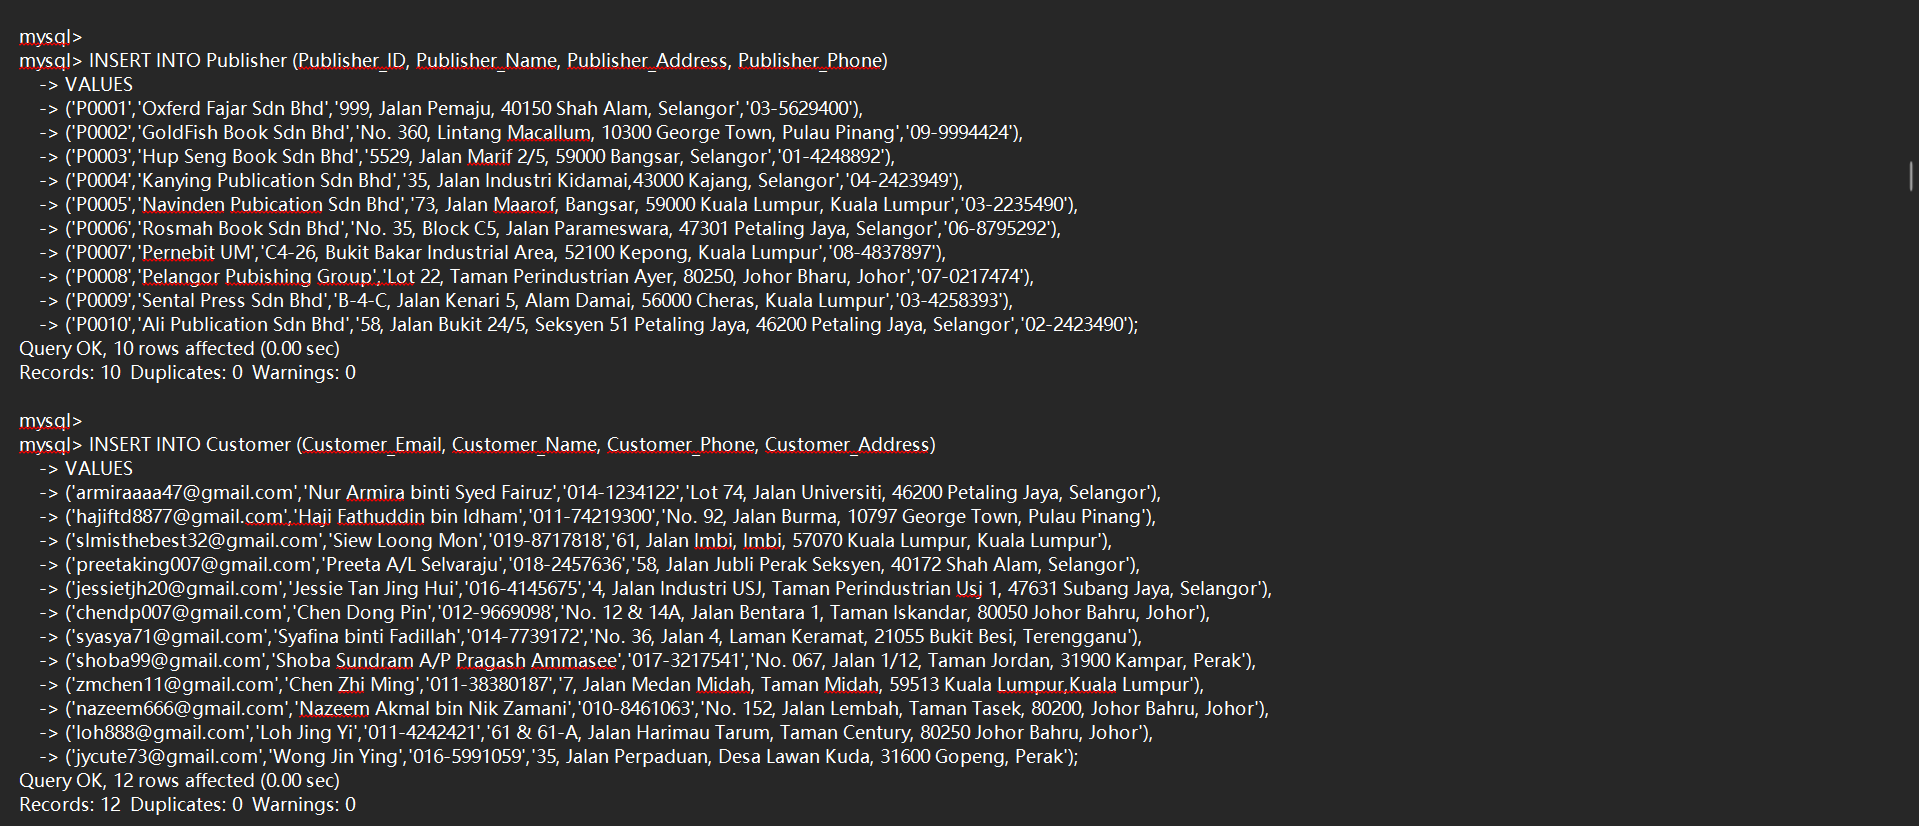 mysql>
mysql> INSERT INTO Publisher (Publisher_ID, Publisher_Name, Publisher_Address, Publisher_Phone)
-> VALUES
-> ('P0001','Oxferd Fajar Sdn Bhd','999, Jalan Pemaju, 40150 Shah Alam, Selangor','03-5629400'),
-> ('P0002','GoldFish Book Sdn Bhd','No. 360, Lintang Macallum, 10300 George Town, Pulau Pinang','09-9994424'),
-> ('P0003','Hup Seng Book Sdn Bhd','5529, Jalan Marif 2/5, 59000 Bangsar, Selangor','01-4248892'),
-> ('P0004','Kanying Publication Sdn Bhd','35, Jalan Industri Kidamai,43000 Kajang, Selangor','04-2423949'),
-> ('P0005','Navinden Pubication Sdn Bhd','73, Jalan Maarof, Bangsar, 59000 Kuala Lumpur, Kuala Lumpur','03-2235490'),
-> ('P0006','Rosmah Book Sdn Bhd','No. 35, Block C5, Jalan Parameswara, 47301 Petaling Jaya, Selangor','06-8795292'),
-> ('P0007','Pernebit UM','C4-26, Bukit Bakar Industrial Area, 52100 Kepong, Kuala Lumpur','08-4837897'),
-> ('P0008','Pelangor Pubishing Group','Lot 22, Taman Perindustrian Ayer, 80250, Johor Bharu, Johor','07-0217474'),
-> ('P0009','Sental Press Sdn Bhd','B-4-C, Jalan Kenari 5, Alam Damai, 56000 Cheras, Kuala Lumpur','03-4258393'),
-> ('P0010','Ali Publication Sdn Bhd','58, Jalan Bukit 24/5, Seksyen 51 Petaling Jaya, 46200 Petaling Jaya, Selangor','02-2423490');
Query OK, 10 rows affected (0.00 sec)
Records: 10  Duplicates: 0  Warnings: 0
mysql>
mysql> INSERT INTO Customer (Customer_Email, Customer_Name, Customer_Phone, Customer_Address)
-> VALUES
-> ('armiraaaa47@gmail.com','Nur Armira binti Syed Fairuz','014-1234122','Lot 74, Jalan Universiti, 46200 Petaling Jaya, Selangor'),
-> ('hajiftd8877@gmail.com','Haji Fathuddin bin Idham','011-74219300','No. 92, Jalan Burma, 10797 George Town, Pulau Pinang'),
-> ('slmisthebest32@gmail.com','Siew Loong Mon','019-8717818','61, Jalan Imbi, Imbi, 57070 Kuala Lumpur, Kuala Lumpur'),
-> ('preetaking007@gmail.com','Preeta A/L Selvaraju','018-2457636','58, Jalan Jubli Perak Seksyen, 40172 Shah Alam, Selangor'),
-> ('jessietjh20@gmail.com','Jessie Tan Jing Hui','016-4145675','4, Jalan Industri USJ, Taman Perindustrian Usj 1, 47631 Subang Jaya, Selangor'),
-> ('chendp007@gmail.com','Chen Dong Pin','012-9669098','No. 12 & 14A, Jalan Bentara 1, Taman Iskandar, 80050 Johor Bahru, Johor'),
-> ('syasya71@gmail.com','Syafina binti Fadillah','014-7739172','No. 36, Jalan 4, Laman Keramat, 21055 Bukit Besi, Terengganu'),
-> ('shoba99@gmail.com','Shoba Sundram A/P Pragash Ammasee','017-3217541','No. 067, Jalan 1/12, Taman Jordan, 31900 Kampar, Perak'),
-> ('zmchen11@gmail.com','Chen Zhi Ming','011-38380187','7, Jalan Medan Midah, Taman Midah, 59513 Kuala Lumpur,Kuala Lumpur'),
-> ('nazeem666@gmail.com','Nazeem Akmal bin Nik Zamani','010-8461063','No. 152, Jalan Lembah, Taman Tasek, 80200, Johor Bahru, Johor'),
-> ('loh888@gmail.com','Loh Jing Yi','011-4242421','61 & 61-A, Jalan Harimau Tarum, Taman Century, 80250 Johor Bahru, Johor'),
-> ('jycute73@gmail.com','Wong Jin Ying','016-5991059','35, Jalan Perpaduan, Desa Lawan Kuda, 31600 Gopeng, Perak');
Query OK, 12 rows affected (0.00 sec)
Records: 12  Duplicates: 0  Warnings: 0